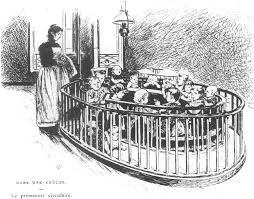 DANS UNE CRÈCHE.
Le promenoir circulaire.